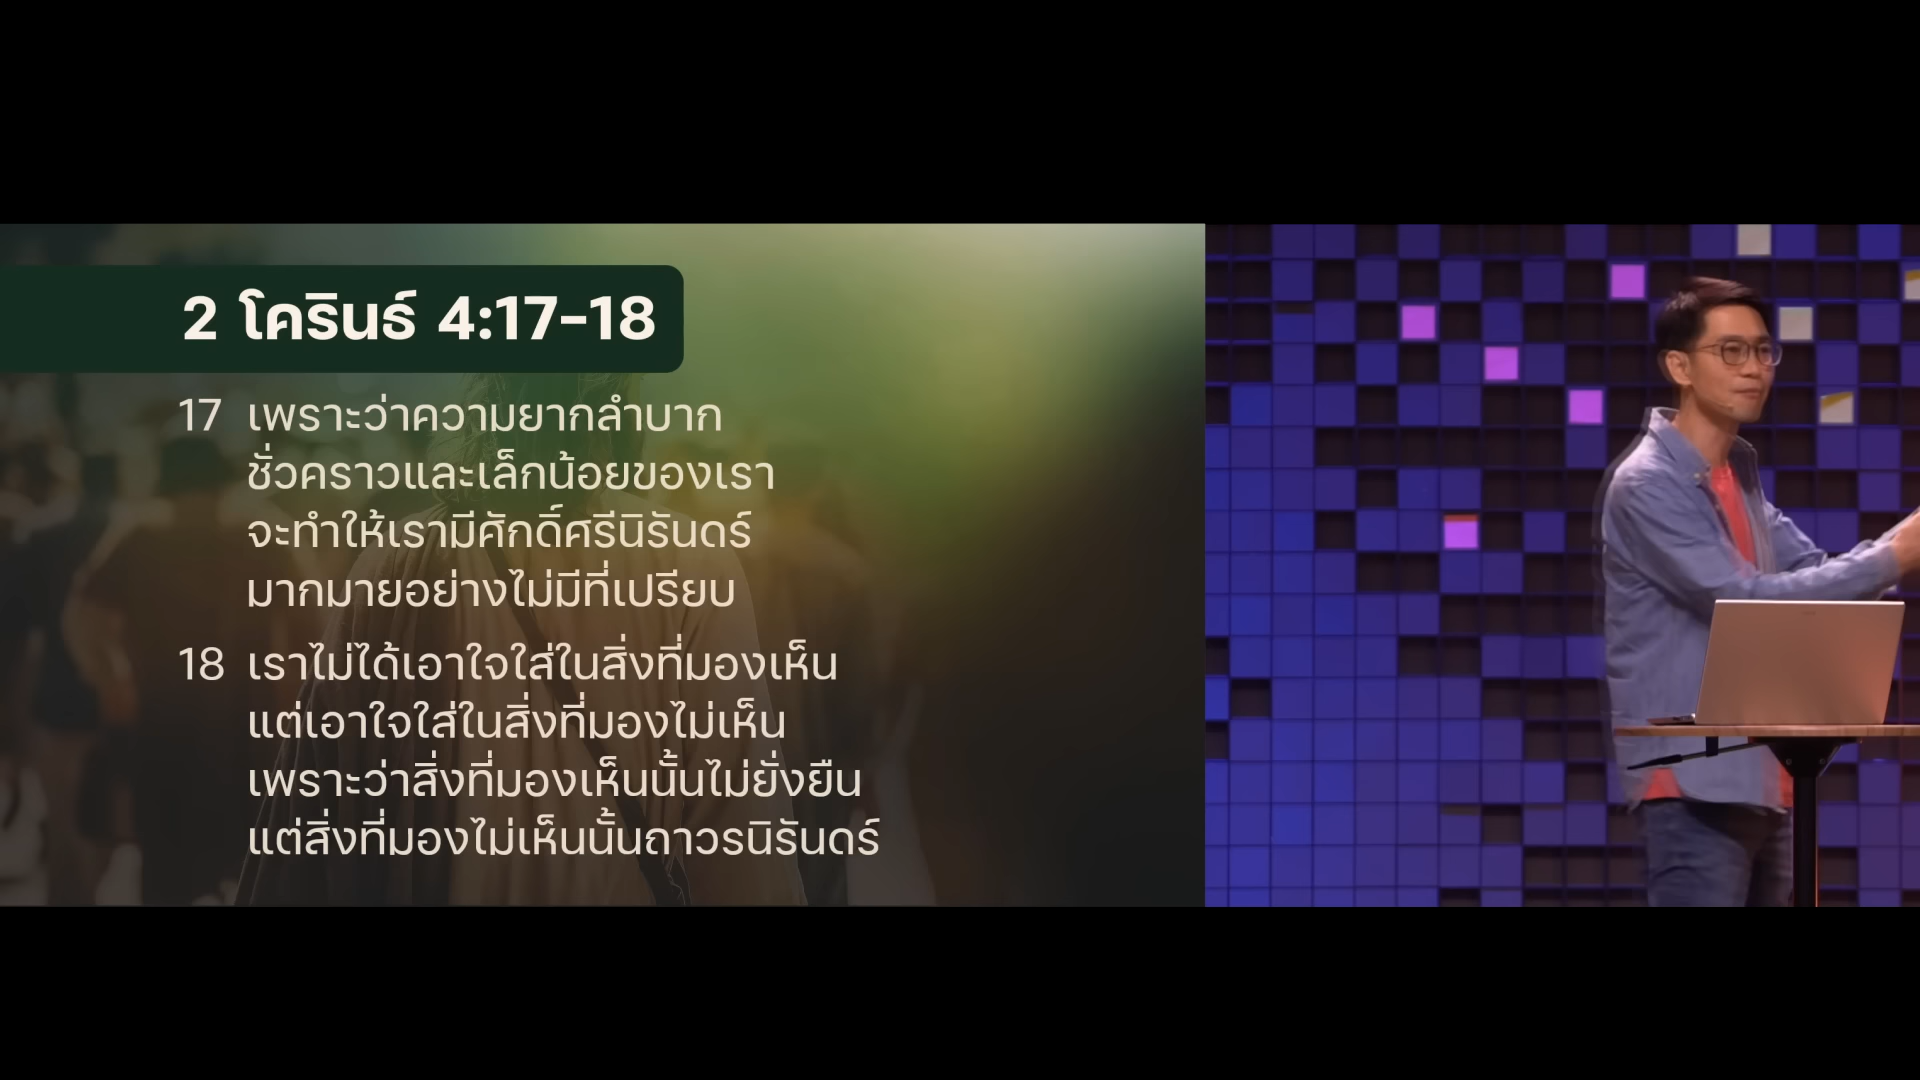 2 โครินธ์ 4:17-18
17 เพราะว่าความยากลำบาก
ชั่วคราวและเล็กน้อยของเรา
จะทำให้เรามีศักดิ์ศรีนิรันดร์
มากมายอย่างไม่มีที่เปรียบ
18 เราไม่ได้เอาใจใส่ในสิ่งที่มองเห็น
แต่เอาใจใส่ในสิ่งที่มองไม่เห็น
เพราะว่าสิ่งที่มองเห็นนั้นไม่ยั่งยืน
แต่สิ่งที่มองไม่เห็นนั้นถาวรนิรันดร์